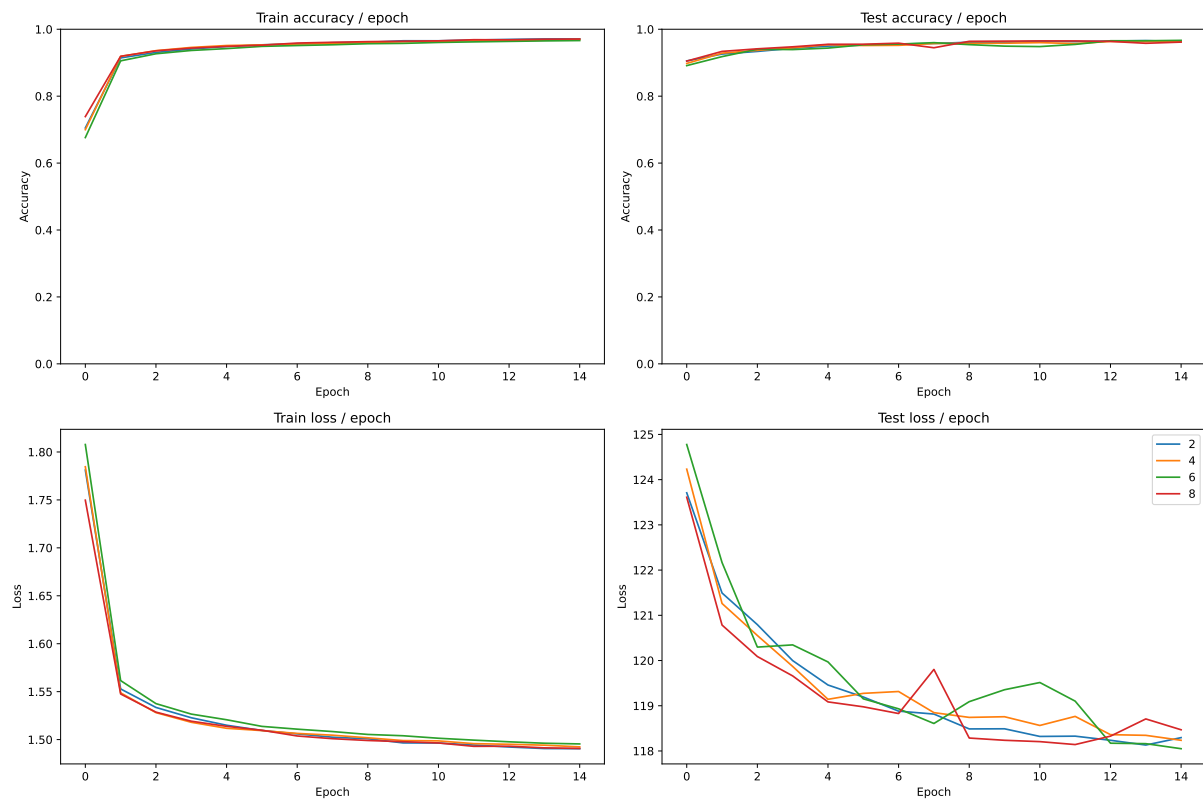 Train accuracy / epoch
1.0
0.8
0.6
0.4
0.2
0.0
Accuracy
0 2 4 6 8 10 12 14
Epoch
Test accuracy / epoch
1.0
0.8
0.6
0.4
0.2
0.0
Accuracy
0 2 4 6 8 10 12 14
Epoch
Train loss / epoch
1.80
1.75
1.70
1.65
1.60
1.55
1.50
Loss
0 2 4 6 8 10 12 14
Epoch
Test loss / epoch
125
124
123
122
121
120
119
118
Loss
0 2 4 6 8 10 12 14
Epoch
2
4
6
8